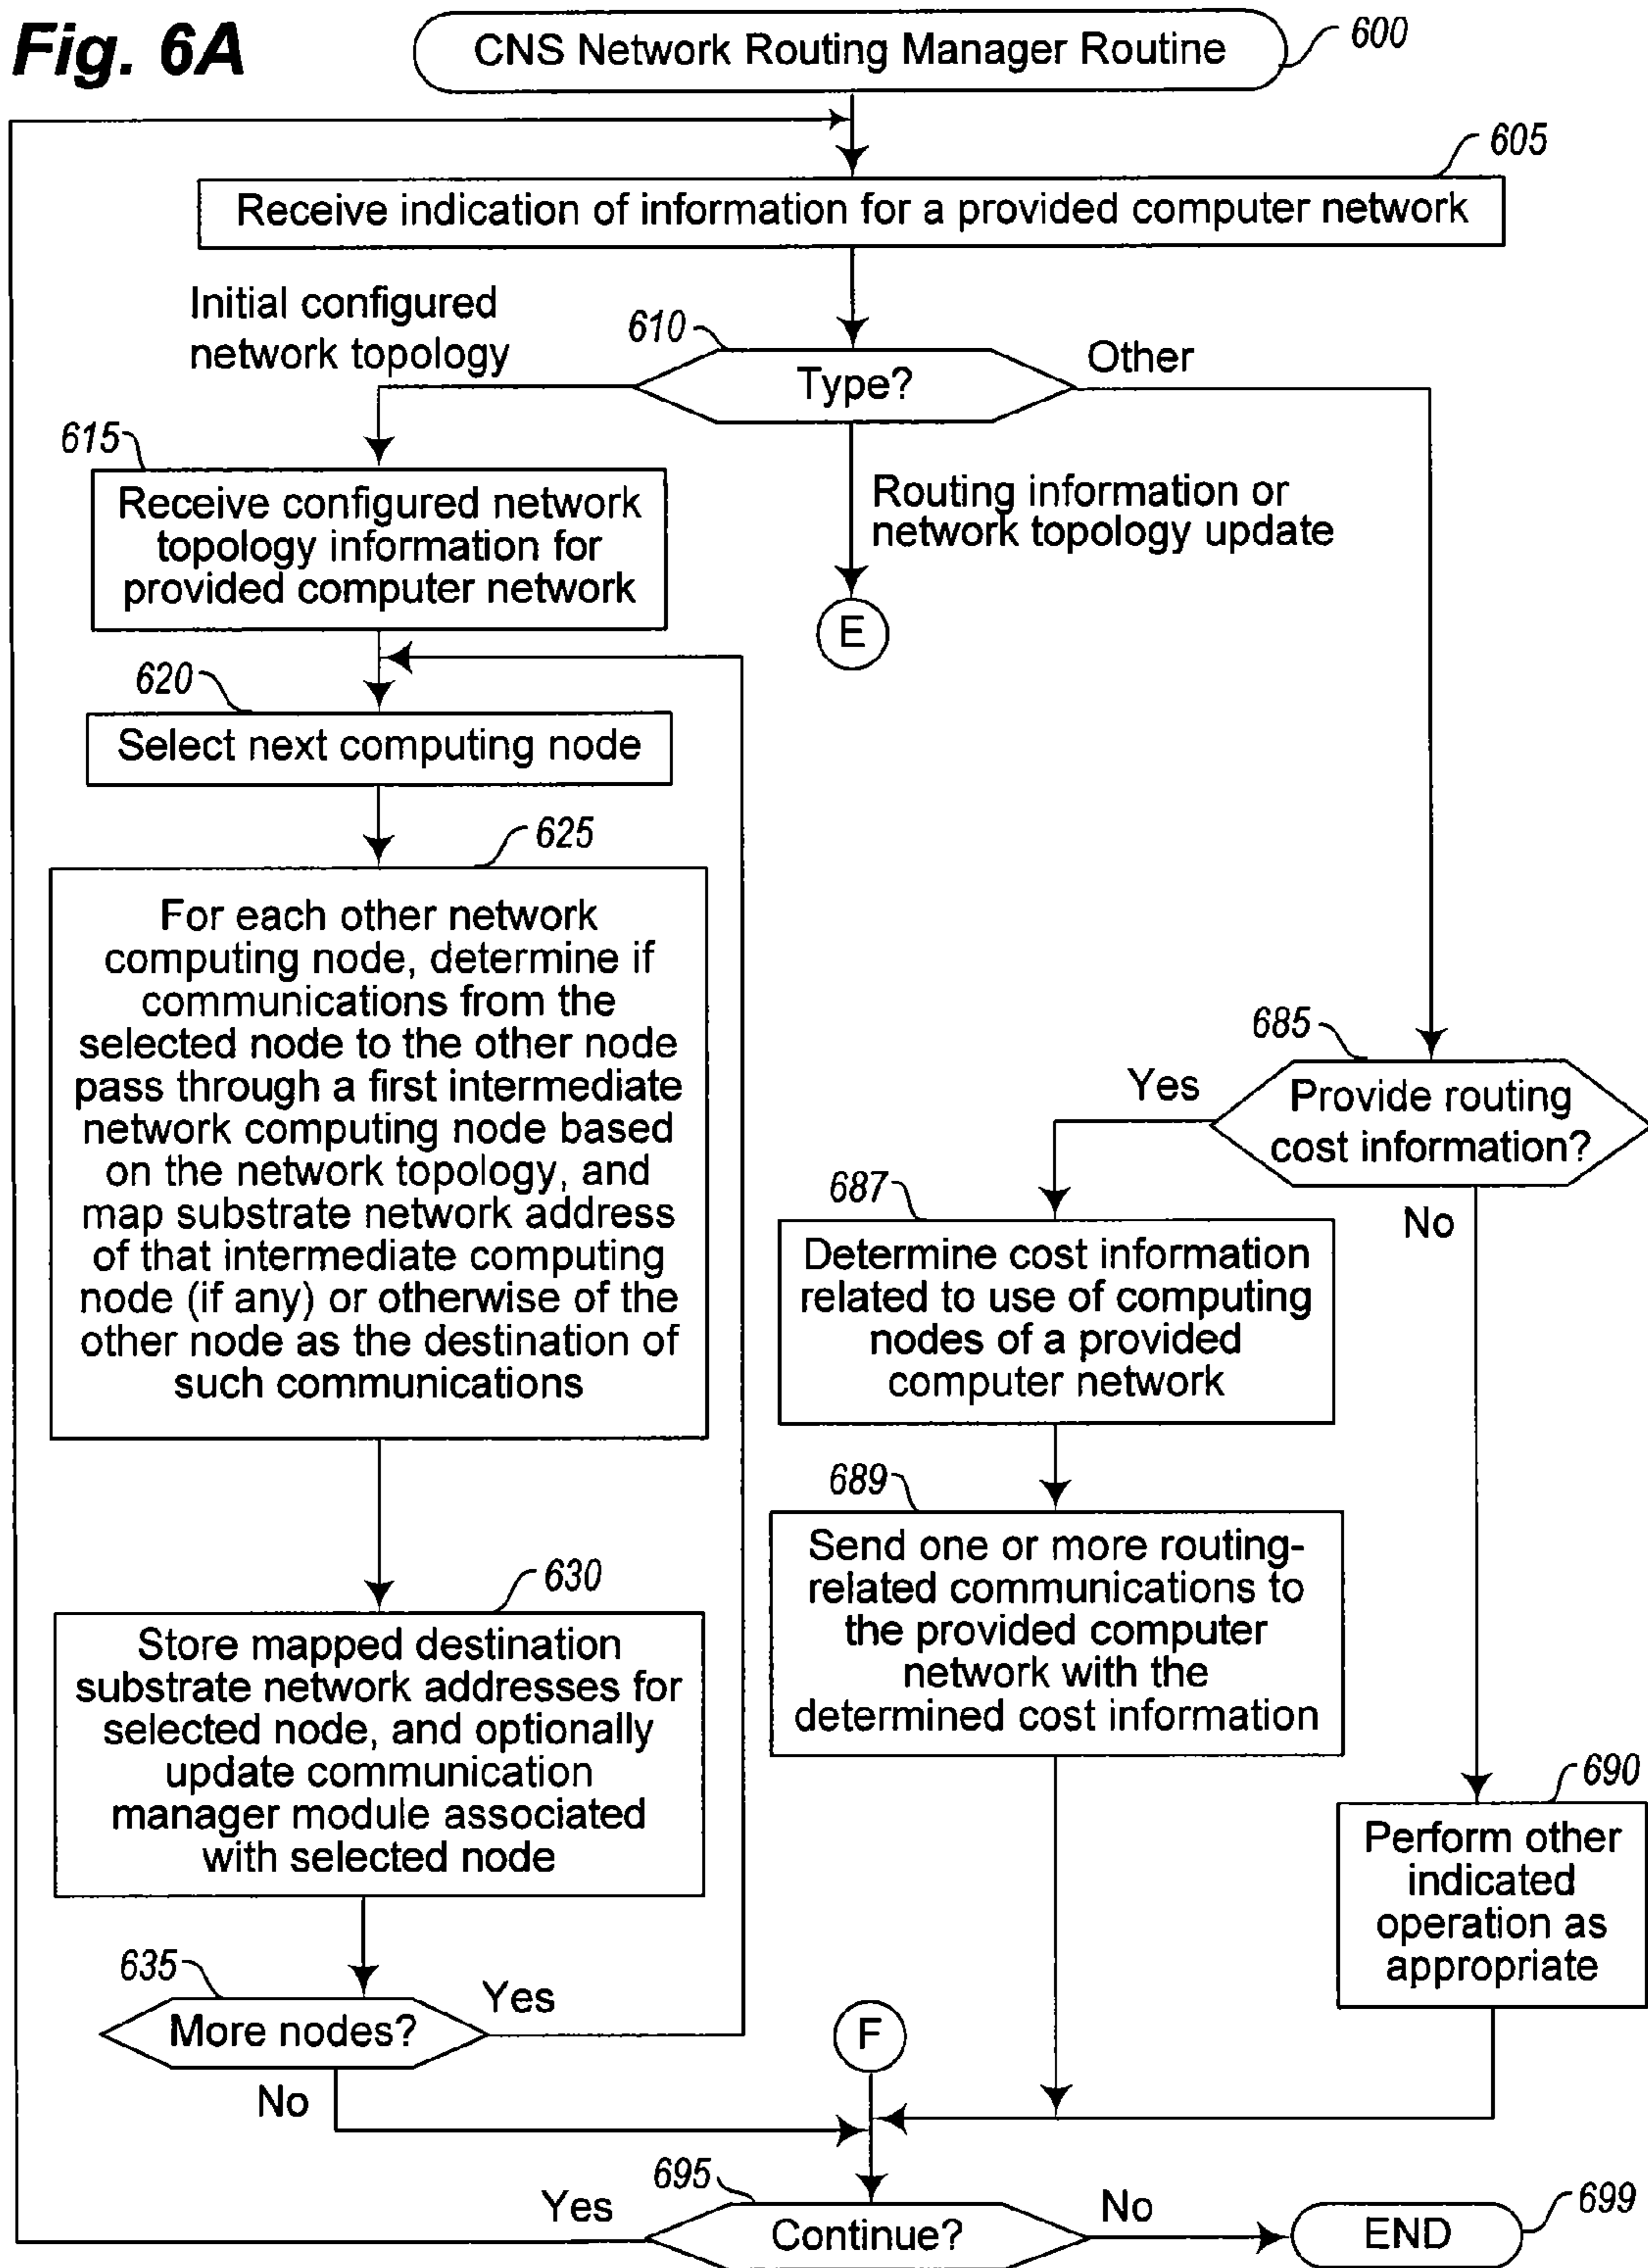 Fig. 6A
CNS Network Routing Manager Routine
600
605
Receive indication of information for a provided computer network
Initial configured
network topology
610
Type?
Other
615
Receive configured network
topology information for
provided computer network
Routing information or
network topology update
E
620
Select next computing node
625
For each other network
computing node, determine if
communications from the
selected node to the other node
pass through a first intermediate
network computing node based
on the network topology, and
map substrate network address
of that intermediate computing
node (if any) or otherwise of the
other node as the destination of
such communications
685
Provide routing
cost information?
Yes
No
687
Determine cost information
related to use of computing
nodes of a provided
computer network
689
Send one or more routing-
related communications to
the provided computer
network with the
determined cost information
630
Store mapped destination
substrate network addresses for
selected node, and optionally
update communication
manager module associated
with selected node
690
Perform other
indicated
operation as
appropriate
635
More nodes?
Yes
No
F
695
Continue?
Yes
No
END
699